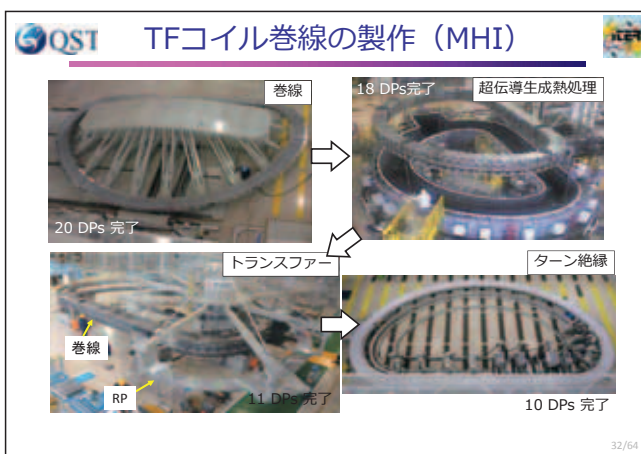 QST
TFコイル巻線の製作（MHI）
巻線
18 DPs完了
超伝導生成熱処理
20 DPs 完了
トランスファー
ターン絶縁
巻線
RP
11 DPs 完了
10 DPs 完了
32/64